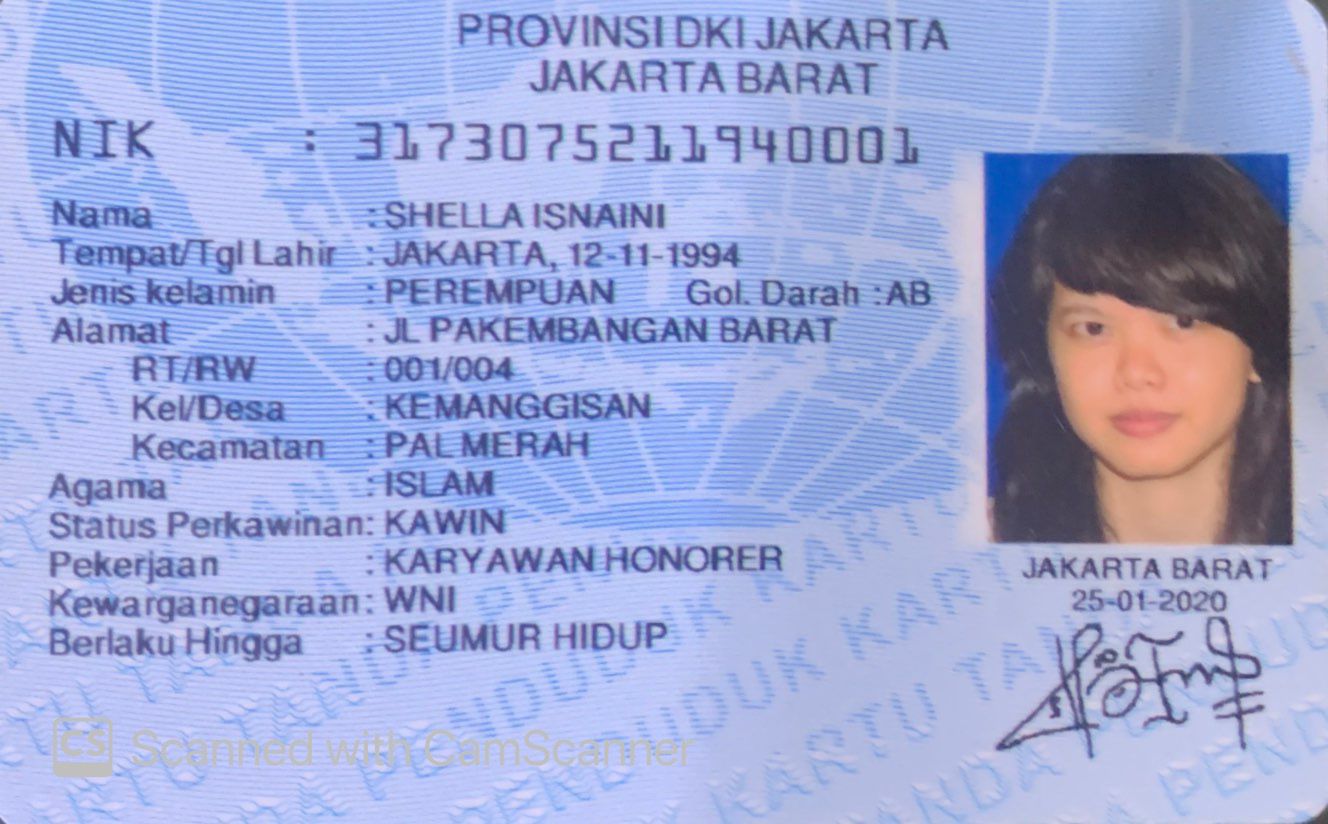 PROVINSI DKI JAKARTA
JAKARTA BARAT
NIK : 3173075211940001
Nama : SHELLA ISNAINI
Tempat/Tgl Lahir : JAKARTA, 12-11-1994
Jenis kelamin : PEREMPUAN Gol. Darah : AB
Alamat : JL PAKEMBANGAN BARAT
RT/RW : 001/004
Kel/Desa : KEMANGGISAN
Kecamatan : PAL MERAH
Agama : ISLAM
Status Perkawinan: KAWIN
Pekerjaan : KARYAWAN HONORER
Kewarganegaraan: WNI
Berlaku Hingga : SEUMUR HIDUP
JAKARTA BARAT
25-01-2020
CS Scanned with CamScanner